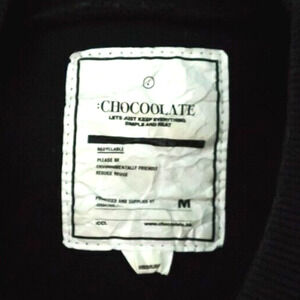 :CHOCOOLATE
LETS JUST KEEP EVERYTHING
SIMPLE AND NEAT
RECYCLABLE
PLEASE BE
ENVIRONMENTALLY FRIENDLY
REDUCE REUSE
PRODUCED AND SUPPLIED BY
M
:CCL